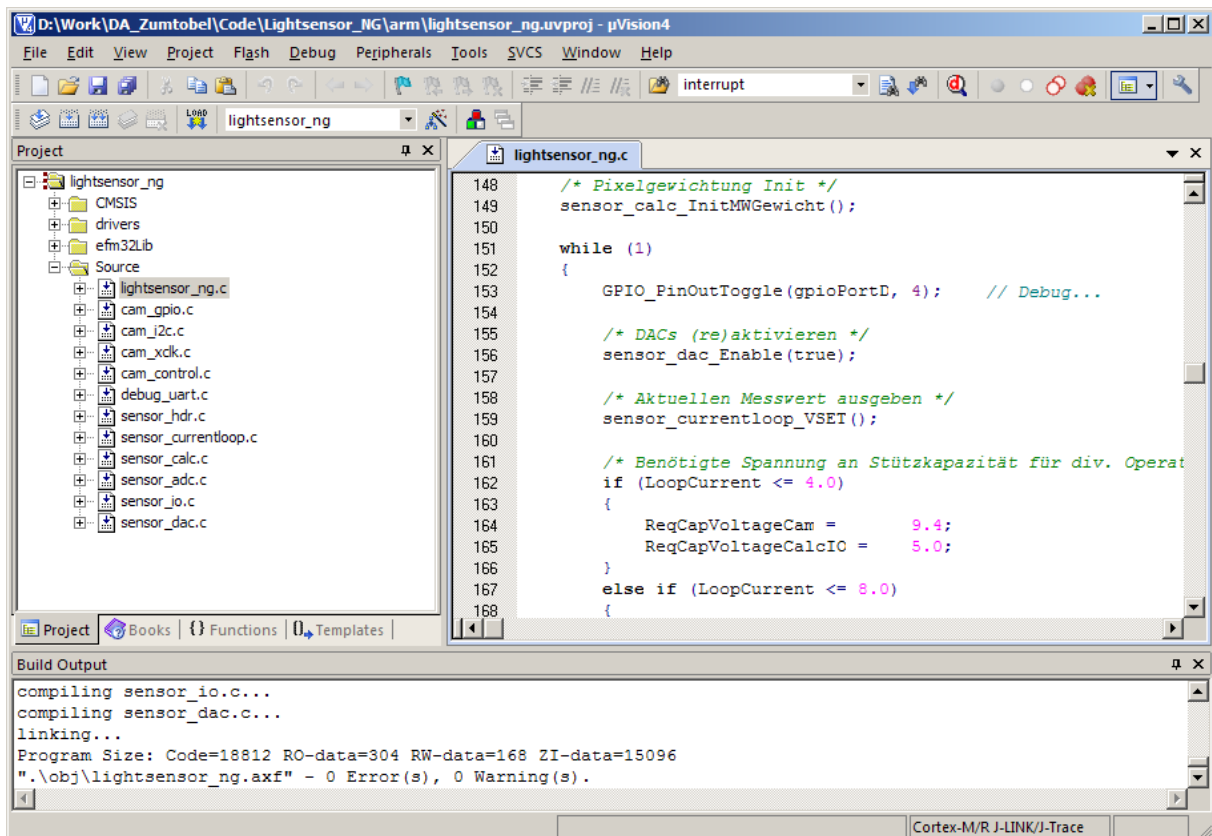 D:\Work\DA_Zumtobel\Code\Lightsensor_NG\arm\lightsensor_ng.uvproj - µVision4
File Edit View Project Flash Debug Peripherals Tools SVCS Window Help
interrupt
LOAD lightsensor_ng
Project
lightsensor_ng
CMSIS
drivers
efm32Lib
Source
lightsensor_ng.c
cam_gpio.c
cam_i2c.c
cam_xclk.c
cam_control.c
debug_uart.c
sensor_hdr.c
sensor_currentloop.c
sensor_calc.c
sensor_adc.c
sensor_io.c
sensor_dac.c
Project Books {} Functions Templates
lightsensor_ng.c
148 /* Pixelgewichtung Init */
149 sensor_calc_InitMWGewicht();
150
151 while (1)
152 {
153 GPIO_PinOutToggle(gpioPortD, 4); // Debug...
154
155 /* DACs (re)aktivieren */
156 sensor_dac_Enable(true);
157
158 /* Aktuellen Messwert ausgeben */
159 sensor_currentloop_VSET();
160
161 /* Benötigte Spannung an Stützkapazität für div. Operat
162 if (LoopCurrent <= 4.0)
163 {
164 ReqCapVoltageCam = 9.4;
165 ReqCapVoltageCalcIO = 5.0;
166 }
167 else if (LoopCurrent <= 8.0)
168 {
Build Output
compiling sensor_io.c...
compiling sensor_dac.c...
linking...
Program Size: Code=18812 RO-data=304 RW-data=168 ZI-data=15096
".\obj\lightsensor_ng.axf" - 0 Error(s), 0 Warning(s).
Cortex-M/R J-LINK/J-Trace